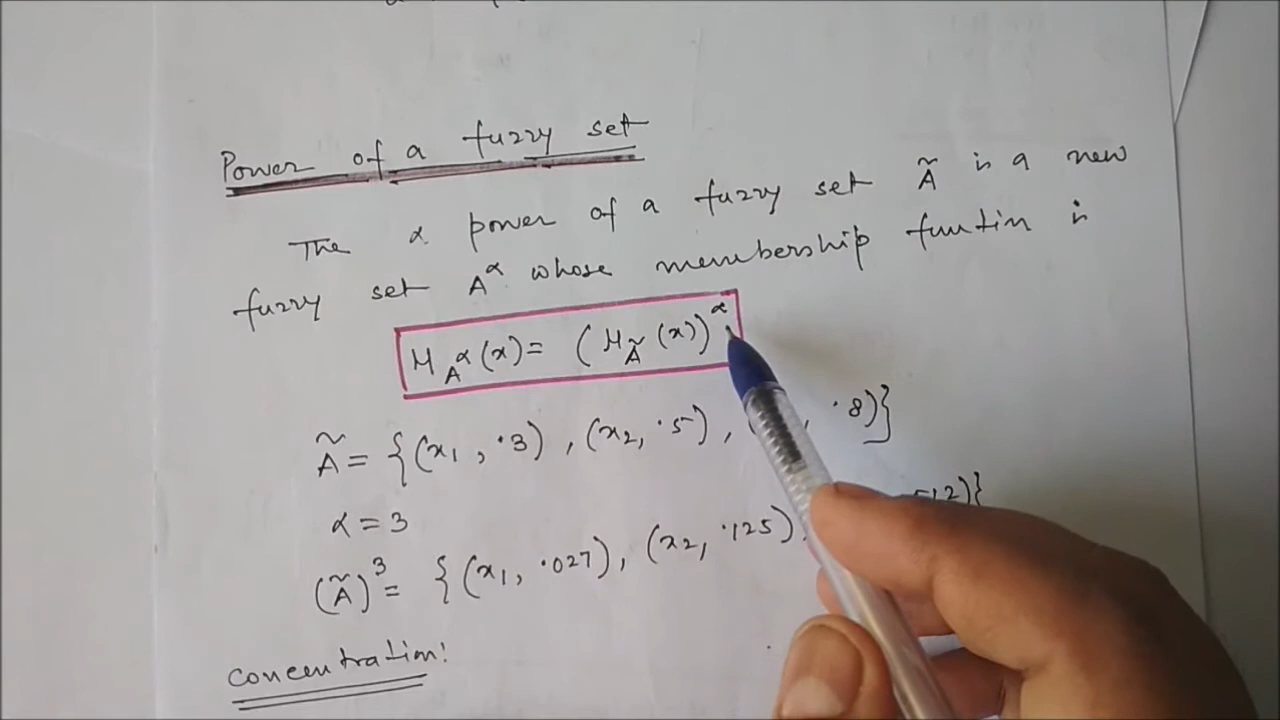 Power of a fuzzy set
The α power of a fuzzy set Ã is a new
fuzzy set A^α whose membership funtin is
μ_A^α(x) = (μ_Ã(x))^α
Ã = {(x1, .3), (x2, .5), ( , .8)}
α = 3
(Ã)^3 = {(x1, .027), (x2, .125), 512)}
concentration: